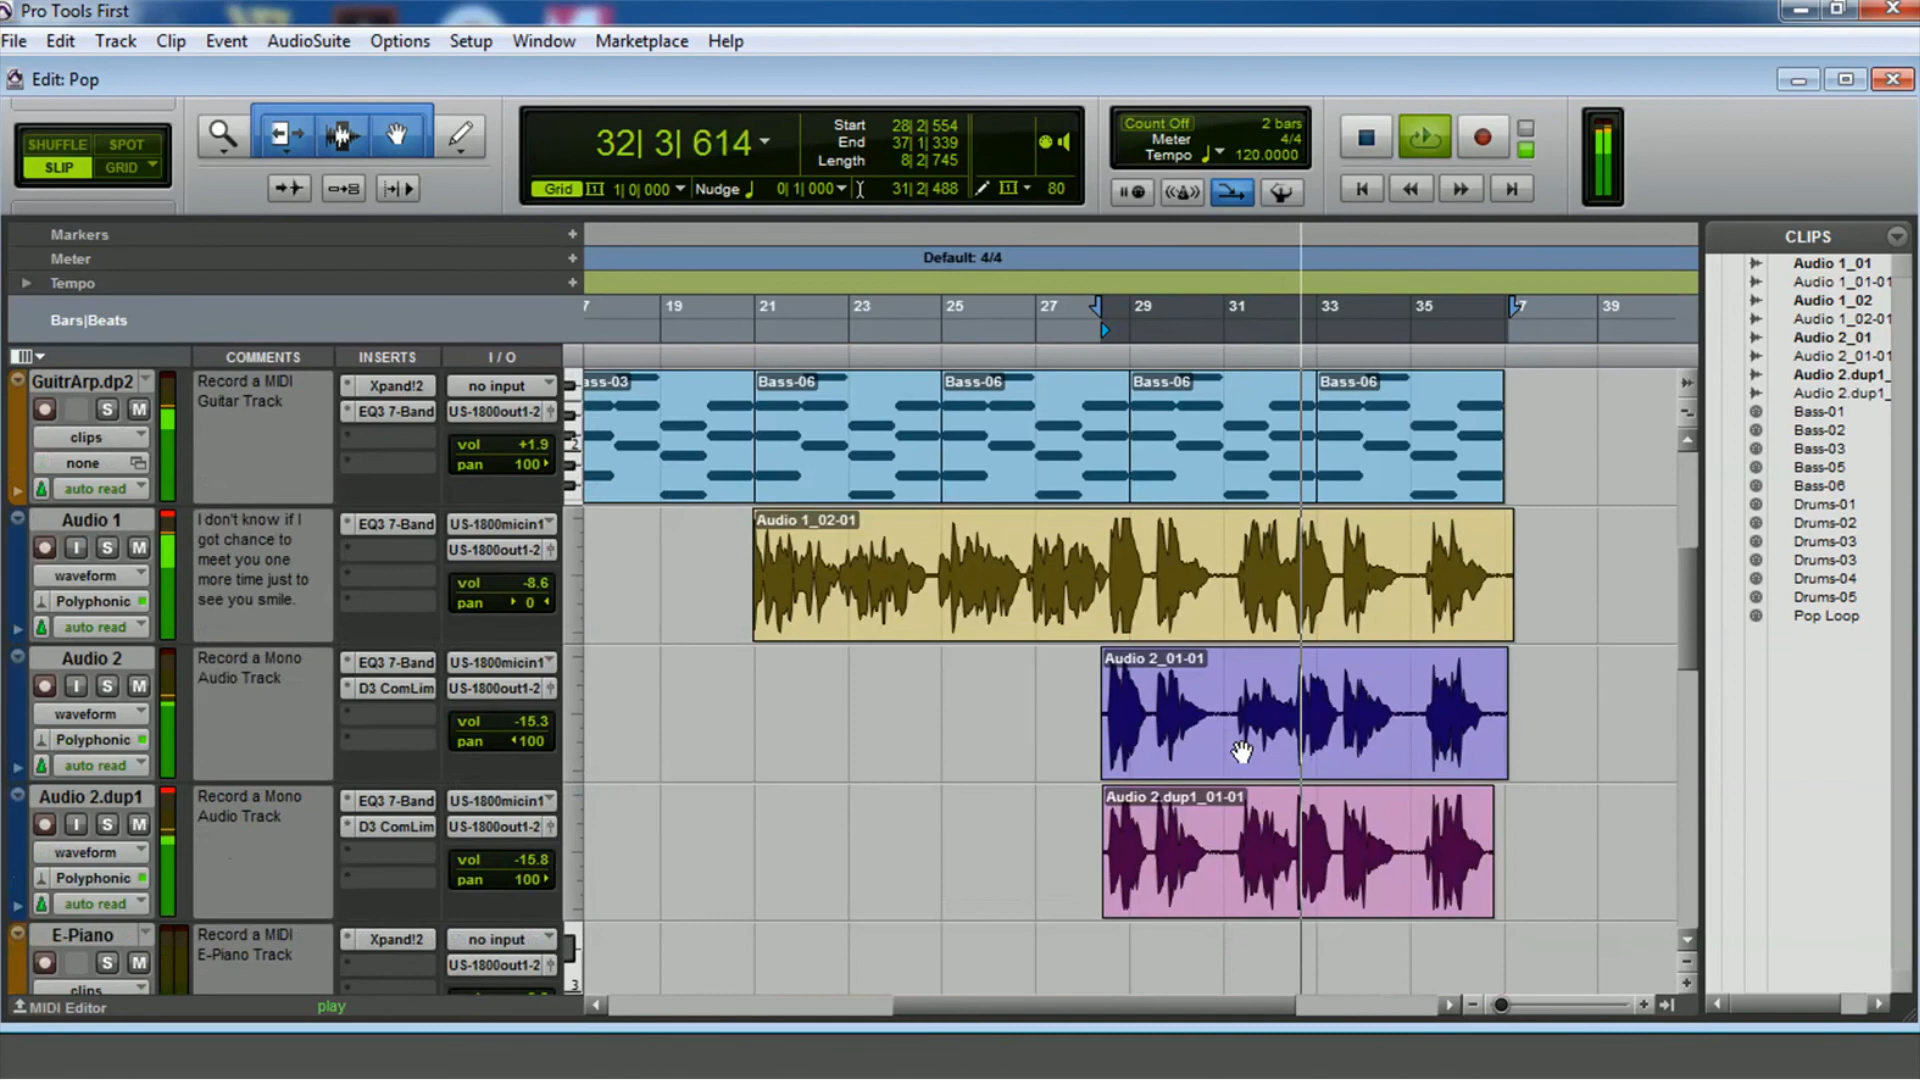 Pro Tools First
File Edit Track Clip Event AudioSuite Options Setup Window Marketplace Help
Edit: Pop
SHUFFLE SPOT
SLIP GRID
32| 3| 614
Start 28| 2| 554
End 37| 1| 339
Length 8| 2| 745
Grid 1| 0| 000 Nudge 0| 1| 000 31| 2| 488 80
Count Off 2 bars
Meter 4/4
Tempo 120.0000
Markers
Meter Default: 4/4
Tempo
Bars|Beats
7 19 21 23 25 27 29 31 33 35 37 39
COMMENTS INSERTS I / O
GuitrArp.dp2
S M
clips
none
auto read
Record a MIDI
Guitar Track
Xpand!2
EQ3 7-Band
no input
US-1800out1-2
vol +1.9
pan 100
2
ass-03 Bass-06 Bass-06 Bass-06 Bass-06
Audio 1
I S M
waveform
Polyphonic
auto read
I don't know if I
got chance to
meet you one
more time just to
see you smile.
EQ3 7-Band
US-1800micin1
US-1800out1-2
vol -8.6
pan 0
Audio 1_02-01
Audio 2
I S M
waveform
Polyphonic
auto read
Record a Mono
Audio Track
EQ3 7-Band
D3 ComLim
US-1800micin1
US-1800out1-2
vol -15.3
pan 100
Audio 2_01-01
Audio 2.dup1
I S M
waveform
Polyphonic
auto read
Record a Mono
Audio Track
EQ3 7-Band
D3 ComLim
US-1800micin1
US-1800out1-2
vol -15.8
pan 100
Audio 2.dup1_01-01
E-Piano
S M
clips
Record a MIDI
E-Piano Track
Xpand!2
no input
US-1800out1-2
3
MIDI Editor
play
CLIPS
Audio 1_01
Audio 1_01-01
Audio 1_02
Audio 1_02-01
Audio 2_01
Audio 2_01-01
Audio 2.dup1_
Audio 2.dup1_
Bass-01
Bass-02
Bass-03
Bass-05
Bass-06
Drums-01
Drums-02
Drums-03
Drums-03
Drums-04
Drums-05
Pop Loop